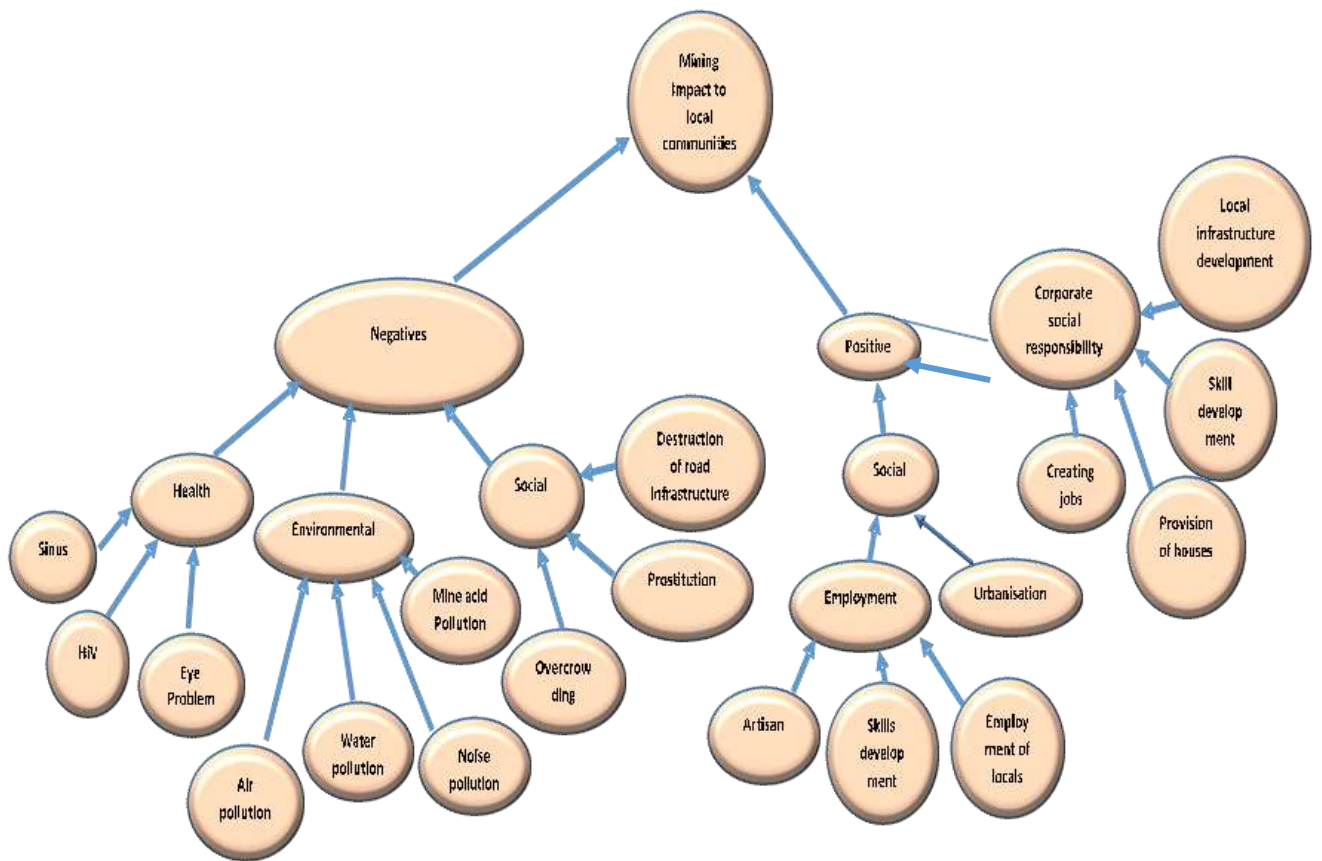 Mining
Impact to
local
communities
Local
infrastructure
development
Corporate
social
responsibility
Negatives
Positive
Skill
develop
ment
Destruction
of road
Infrastructure
Health
Social
Social
Creating
jobs
Environmental
Provision
of houses
Sinus
Mine acid
Pollution
Prostitution
Employment
Urbanisation
HIV
Eye
Problem
Overcrow
ding
Artisan
Skills
develop
ment
Employ
ment of
locals
Water
pollution
Noise
pollution
Air
pollution